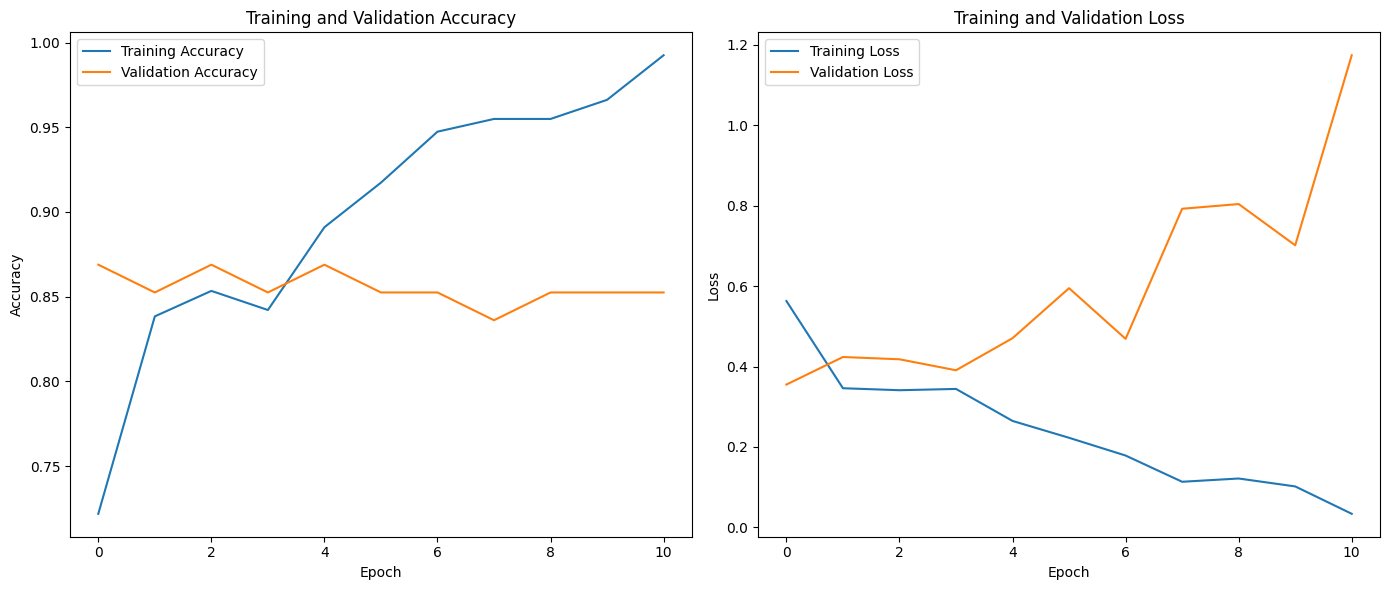 Training and Validation Accuracy
Training Accuracy
Validation Accuracy
1.00
0.95
0.90
0.85
0.80
0.75
Accuracy
0 2 4 6 8 10
Epoch
Training and Validation Loss
Training Loss
Validation Loss
1.2
1.0
0.8
0.6
0.4
0.2
0.0
Loss
0 2 4 6 8 10
Epoch